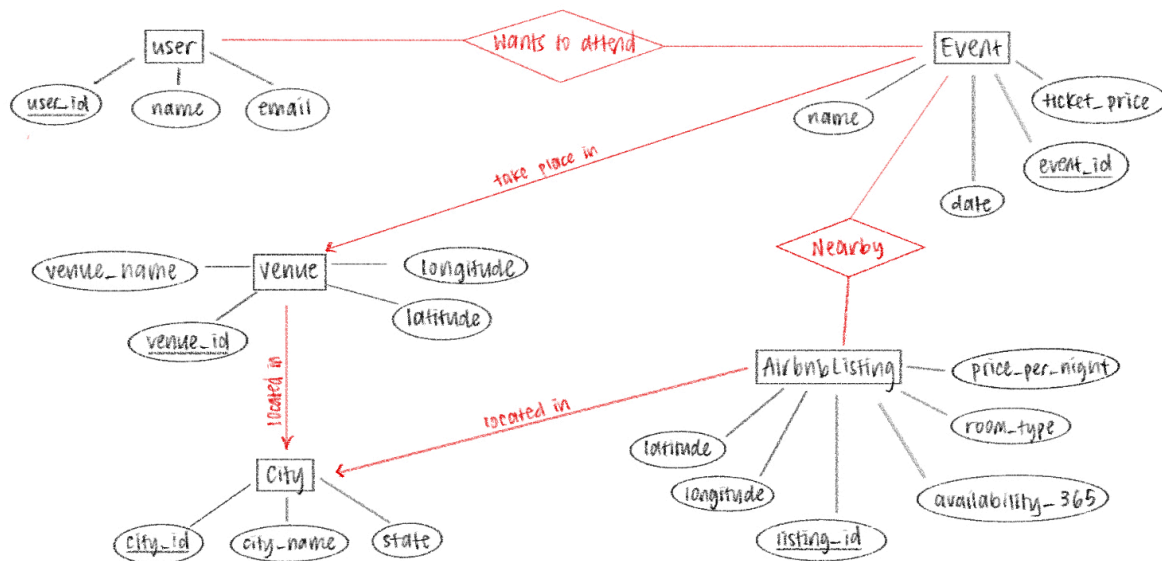 user
Wants to attend
Event
user_id
name
email
name
ticket_price
event_id
date
take place in
Nearby
venue_name
Venue
longitude
latitude
venue_id
located in
located in
AirbnbListing
price_per_night
room_type
availability_365
latitude
longitude
listing_id
City
city_id
city_name
state